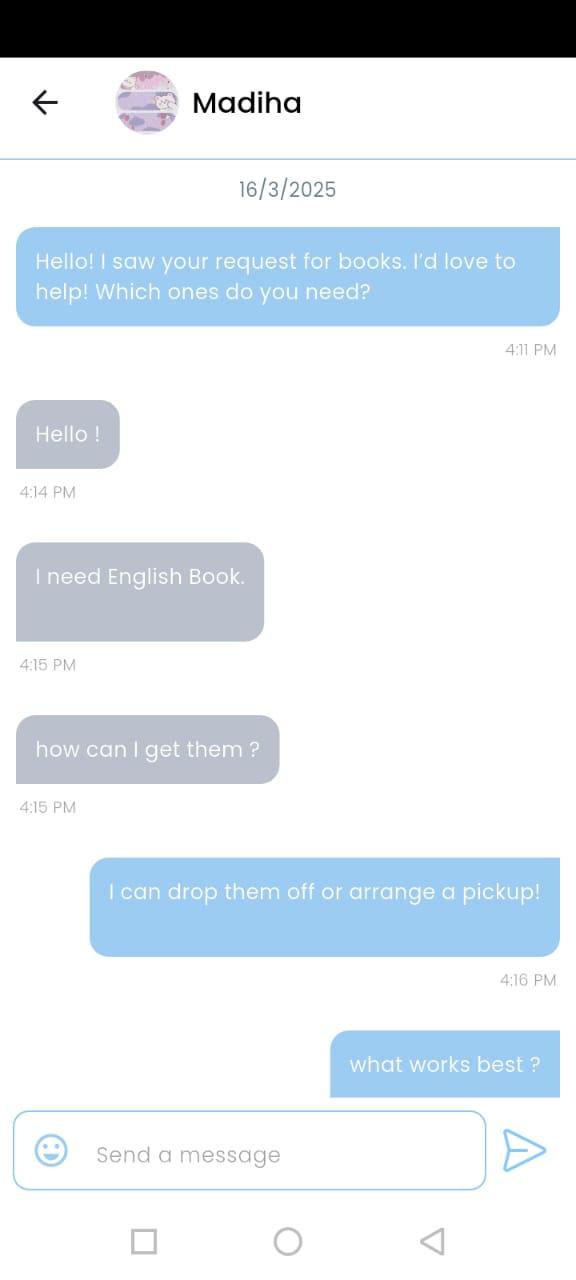 Madiha
16/3/2025
Hello! I saw your request for books. I'd love to
help! Which ones do you need?
4:11 PM
Hello !
4:14 PM
I need English Book.
4:15 PM
how can I get them ?
4:15 PM
I can drop them off or arrange a pickup!
4:16 PM
what works best ?
Send a message